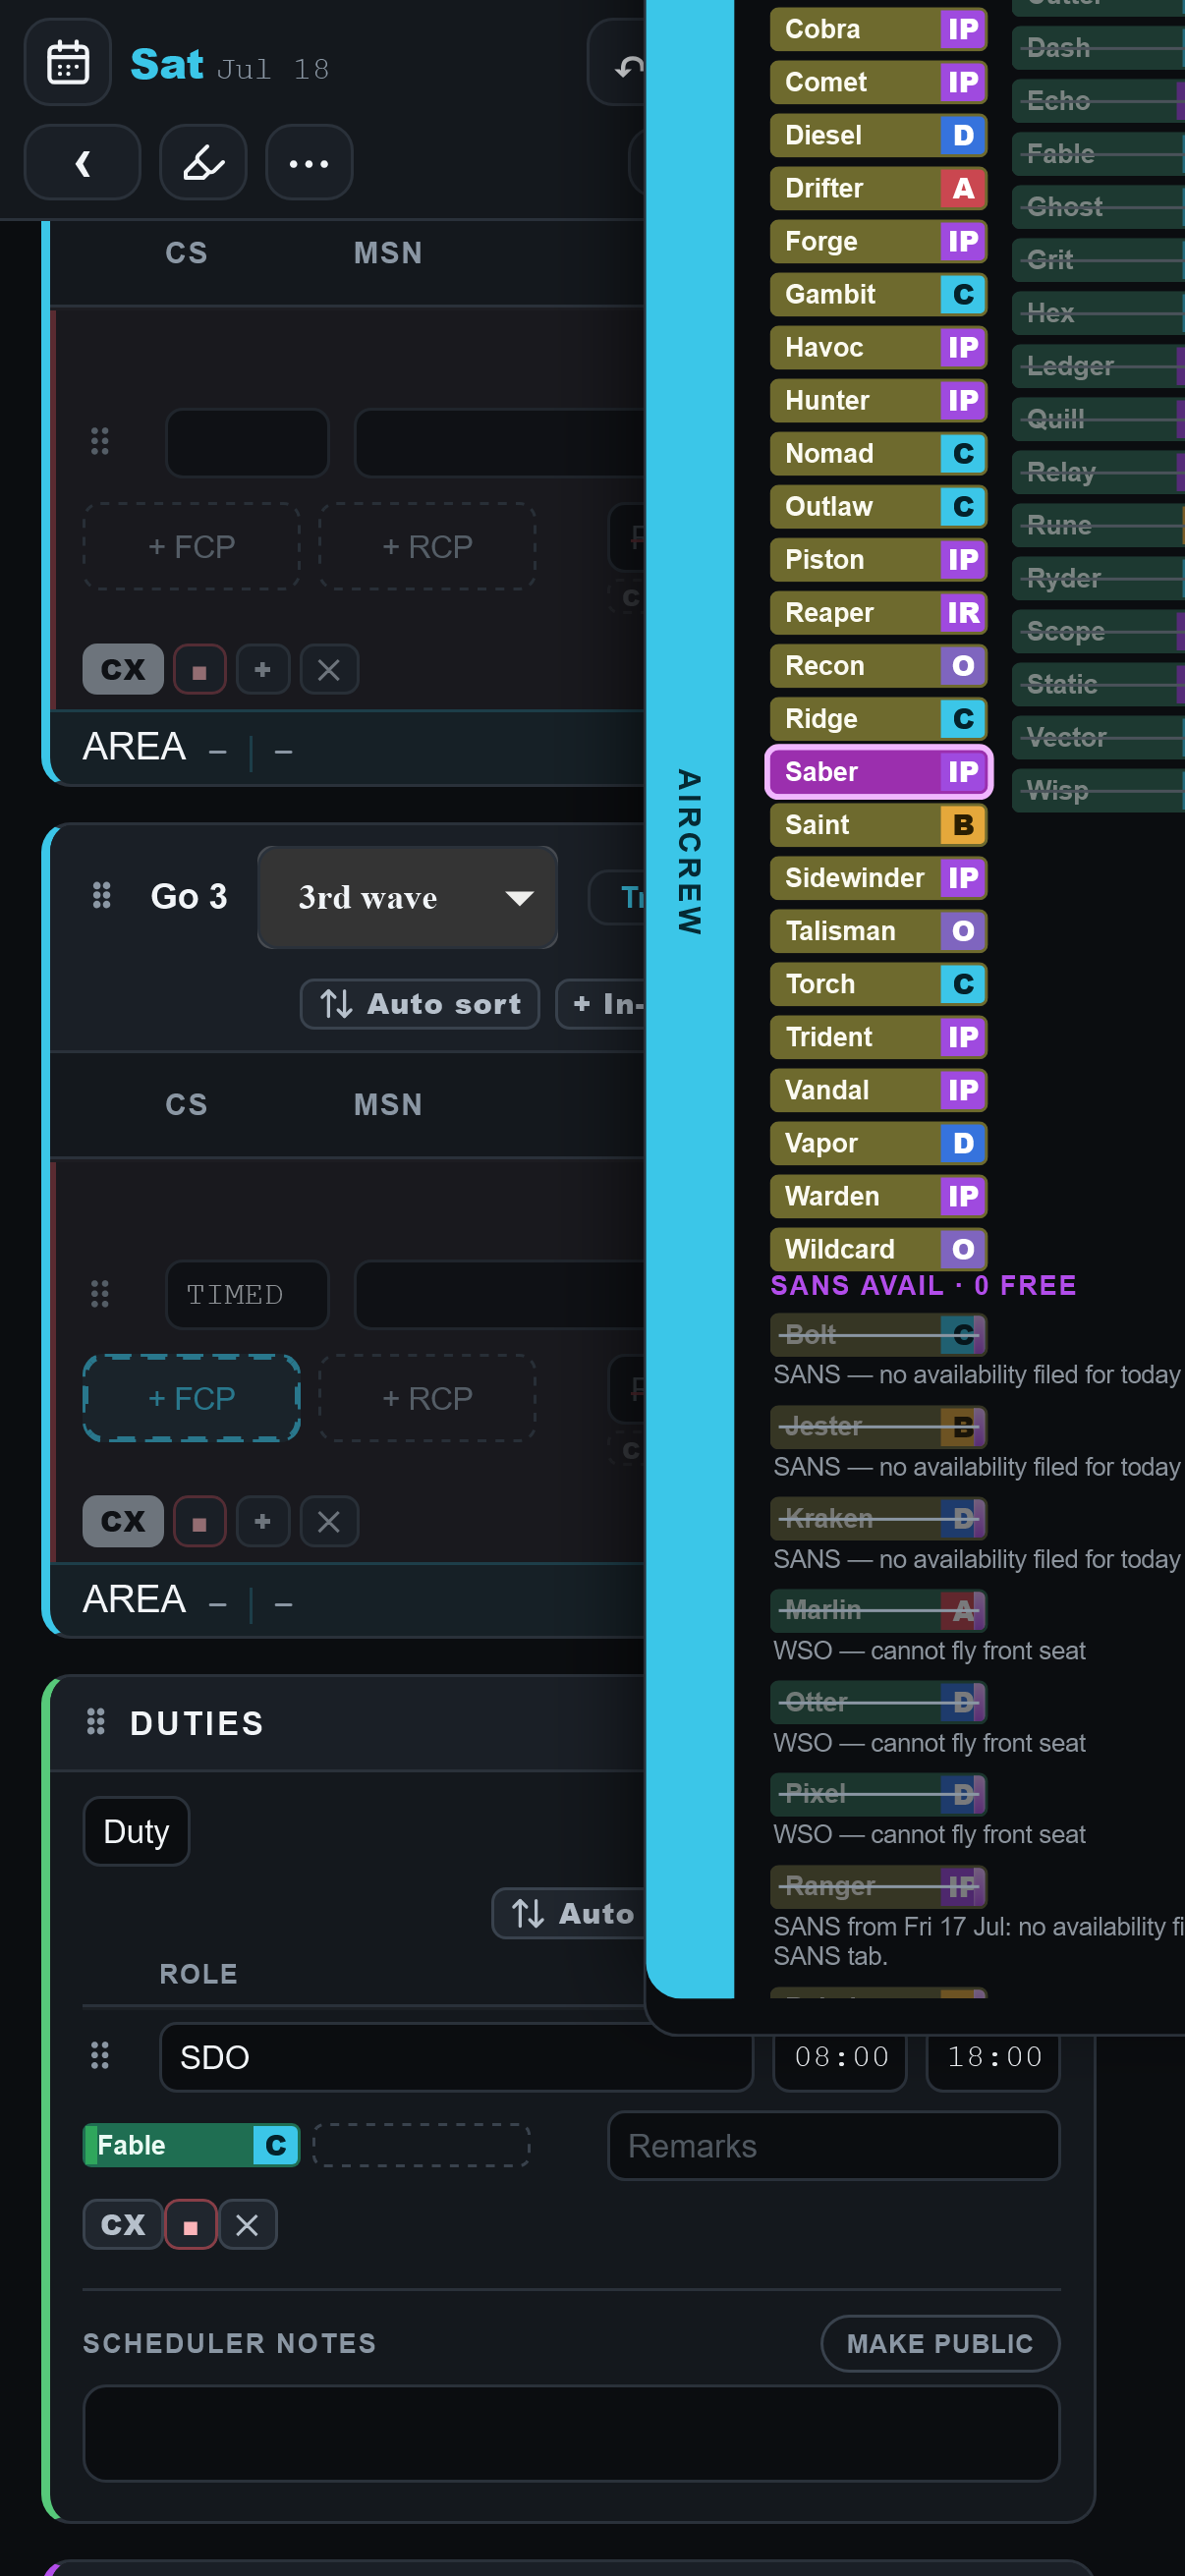 Sat Jul 18
CS MSN
+ FCP + RCP
C
CX
+
AREA – | –
Go 3 3rd wave
Auto sort + In-
CS MSN
TIMED
+ FCP + RCP
C
CX
+
AREA – | –
DUTIES
Duty
Auto
ROLE
SDO 08:00 18:00
Fable C Remarks
CX
SCHEDULER NOTES MAKE PUBLIC
AIRCREW
Cobra IP
Comet IP
Diesel D
Drifter A
Forge IP
Gambit C
Havoc IP
Hunter IP
Nomad C
Outlaw C
Piston IP
Reaper IR
Recon O
Ridge C
Saber IP
Saint B
Sidewinder IP
Talisman O
Torch C
Trident IP
Vandal IP
Vapor D
Warden IP
Wildcard O
Dash
Echo
Fable
Ghost
Grit
Hex
Ledger
Quill
Relay
Rune
Ryder
Scope
Static
Vector
Wisp
SANS AVAIL · 0 FREE
Bolt C
SANS — no availability filed for today
Jester B
SANS — no availability filed for today
Kraken D
SANS — no availability filed for today
Marlin A
WSO — cannot fly front seat
Otter D
WSO — cannot fly front seat
Pixel D
WSO — cannot fly front seat
Ranger IP
SANS from Fri 17 Jul: no availability fi
SANS tab.